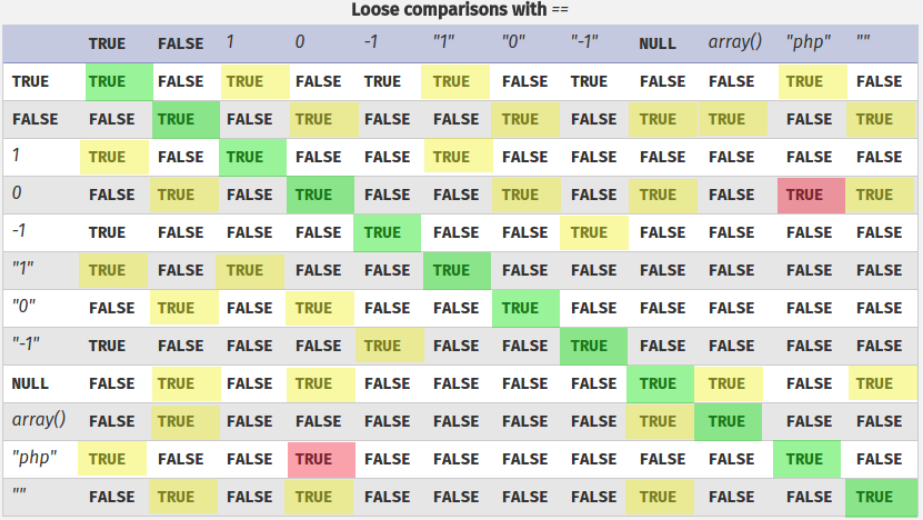 Loose comparisons with ==
TRUE FALSE 1 0 -1 "1" "0" "-1" NULL array() "php" ""
TRUE TRUE FALSE TRUE FALSE TRUE TRUE FALSE TRUE FALSE FALSE TRUE FALSE
FALSE FALSE TRUE FALSE TRUE FALSE FALSE TRUE FALSE TRUE TRUE FALSE TRUE
1 TRUE FALSE TRUE FALSE FALSE TRUE FALSE FALSE FALSE FALSE FALSE FALSE
0 FALSE TRUE FALSE TRUE FALSE FALSE TRUE FALSE TRUE FALSE TRUE TRUE
-1 TRUE FALSE FALSE FALSE TRUE FALSE FALSE TRUE FALSE FALSE FALSE FALSE
"1" TRUE FALSE TRUE FALSE FALSE TRUE FALSE FALSE FALSE FALSE FALSE FALSE
"0" FALSE TRUE FALSE TRUE FALSE FALSE TRUE FALSE FALSE FALSE FALSE FALSE
"-1" TRUE FALSE FALSE FALSE TRUE FALSE FALSE TRUE FALSE FALSE FALSE FALSE
NULL FALSE TRUE FALSE TRUE FALSE FALSE FALSE FALSE TRUE TRUE FALSE TRUE
array() FALSE TRUE FALSE FALSE FALSE FALSE FALSE FALSE TRUE TRUE FALSE FALSE
"php" TRUE FALSE FALSE TRUE FALSE FALSE FALSE FALSE FALSE FALSE TRUE FALSE
"" FALSE TRUE FALSE TRUE FALSE FALSE FALSE FALSE TRUE FALSE FALSE TRUE